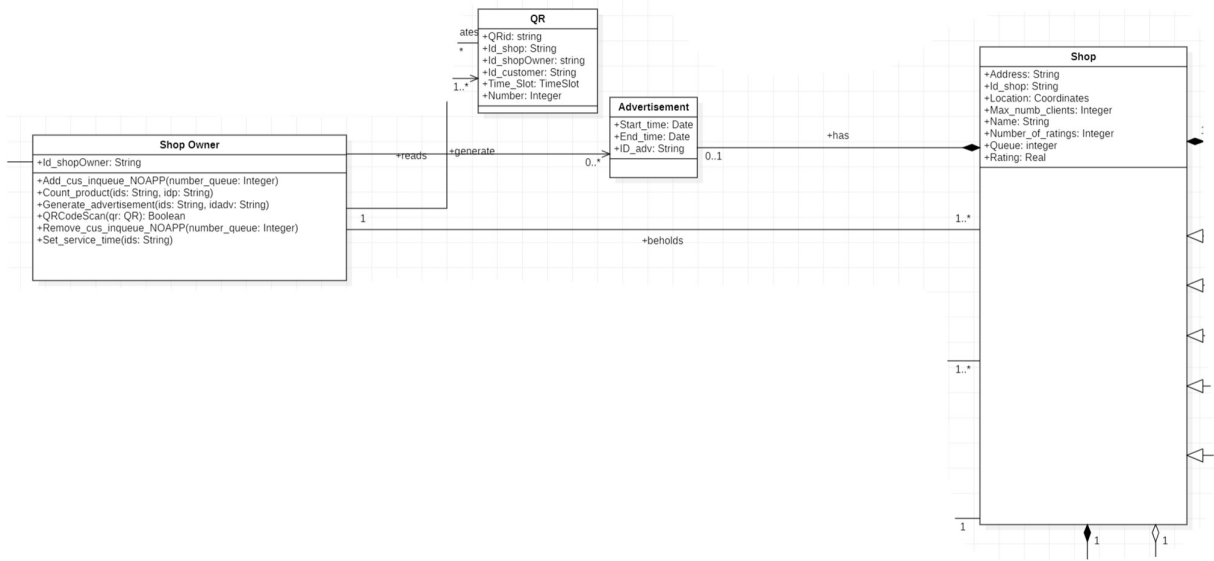 QR
+QRid: string
+Id_shop: String
+Id_shopOwner: string
+Id_customer: String
+Time_Slot: TimeSlot
+Number: Integer
ates
*
1..*
Advertisement
+Start_time: Date
+End_time: Date
+ID_adv: String
Shop
+Address: String
+Id_shop: String
+Location: Coordinates
+Max_numb_clients: Integer
+Name: String
+Number_of_ratings: Integer
+Queue: integer
+Rating: Real
Shop Owner
+Id_shopOwner: String
+Add_cus_inqueue_NOAPP(number_queue: Integer)
+Count_product(ids: String, idp: String)
+Generate_advertisement(ids: String, idadv: String)
+QRCodeScan(qr: QR): Boolean
+Remove_cus_inqueue_NOAPP(number_queue: Integer)
+Set_service_time(ids: String)
+reads
+generate
0..*
0..1
+has
1
1..*
+beholds
1..*
1
1
1